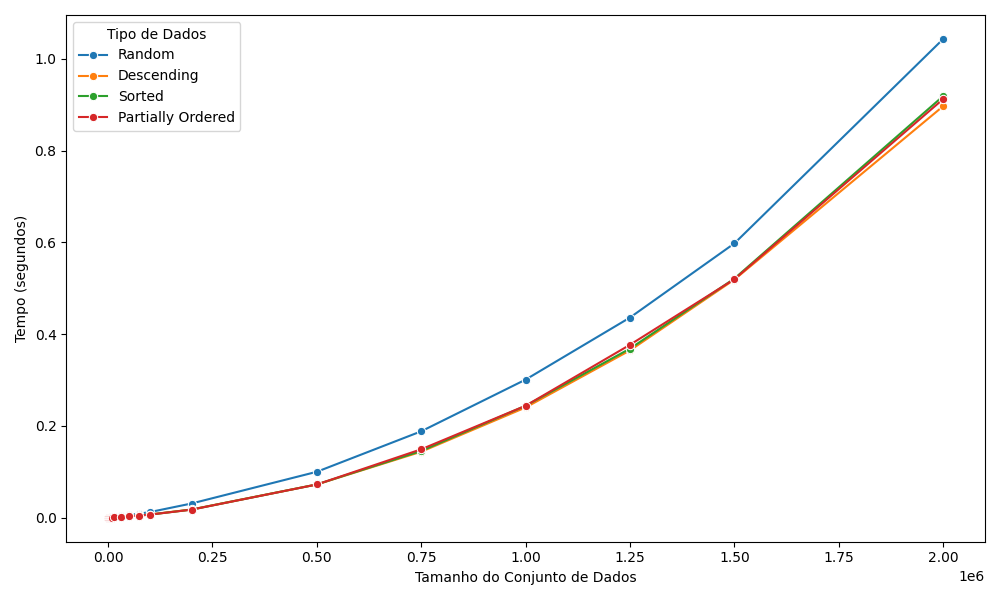 Tipo de Dados
Random
Descending
Sorted
Partially Ordered
Tempo (segundos)
1.0
0.8
0.6
0.4
0.2
0.0
0.00 0.25 0.50 0.75 1.00 1.25 1.50 1.75 2.00
1e6
Tamanho do Conjunto de Dados